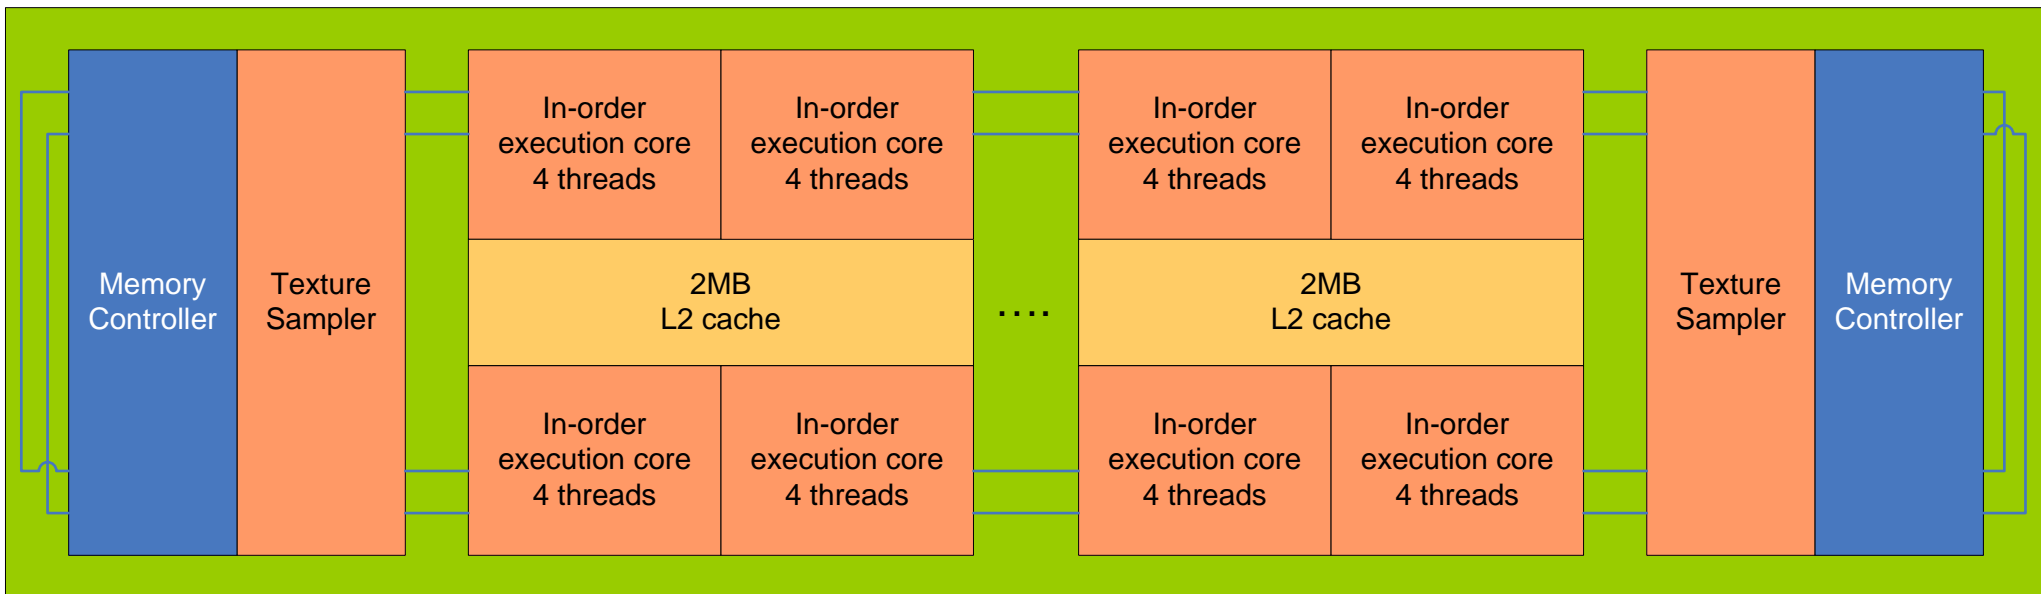 In-order
execution core
4 threads
In-order
execution core
4 threads
In-order
execution core
4 threads
In-order
execution core
4 threads
Memory
Controller
Texture
Sampler
2MB
L2 cache
....
2MB
L2 cache
Texture
Sampler
Memory
Controller
In-order
execution core
4 threads
In-order
execution core
4 threads
In-order
execution core
4 threads
In-order
execution core
4 threads